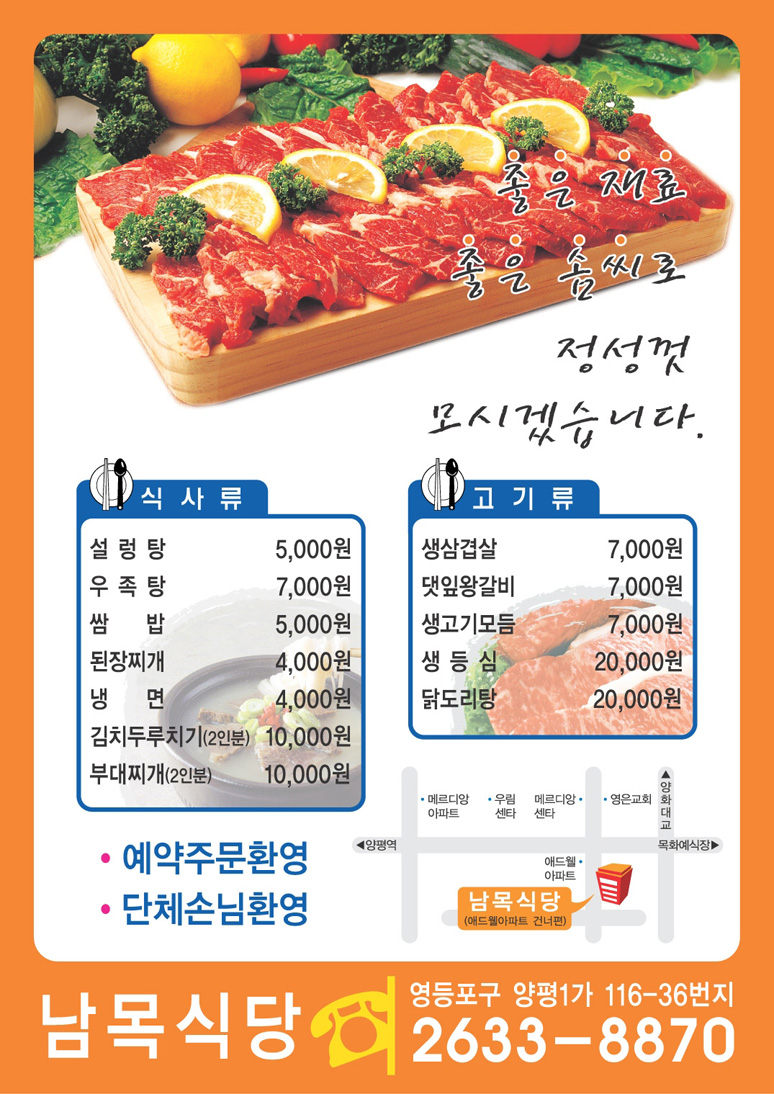 좋은 재료
좋은 솜씨로
정성껏
모시겠습니다.
식사류
설렁탕 5,000원
우족탕 7,000원
쌈 밥 5,000원
된장찌개 4,000원
냉 면 4,000원
김치두루치기(2인분) 10,000원
부대찌개(2인분) 10,000원
고기류
생삼겹살 7,000원
댓잎왕갈비 7,000원
생고기모듬 7,000원
생등심 20,000원
닭도리탕 20,000원
• 예약주문환영
• 단체손님환영
▲양화대교
• 메르디앙
아파트
• 우림
센타
메르디앙 •
센타
• 영은교회
◀양평역
목화예식장▶
애드웰 •
아파트
남목식당
(애드웰아파트 건너편)
남목식당
영등포구 양평1가 116-36번지
2633-8870